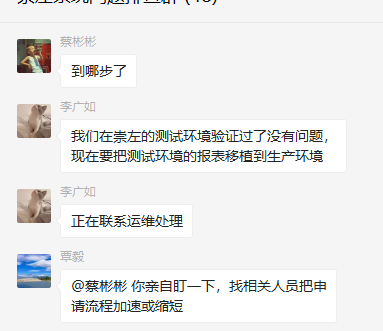 蔡彬彬
到哪步了
李广如
我们在崇左的测试环境验证过了没有问题，
现在要把测试环境的报表移植到生产环境
李广如
正在联系运维处理
覃毅
@蔡彬彬 你亲自盯一下，找相关人员把申
请流程加速或缩短